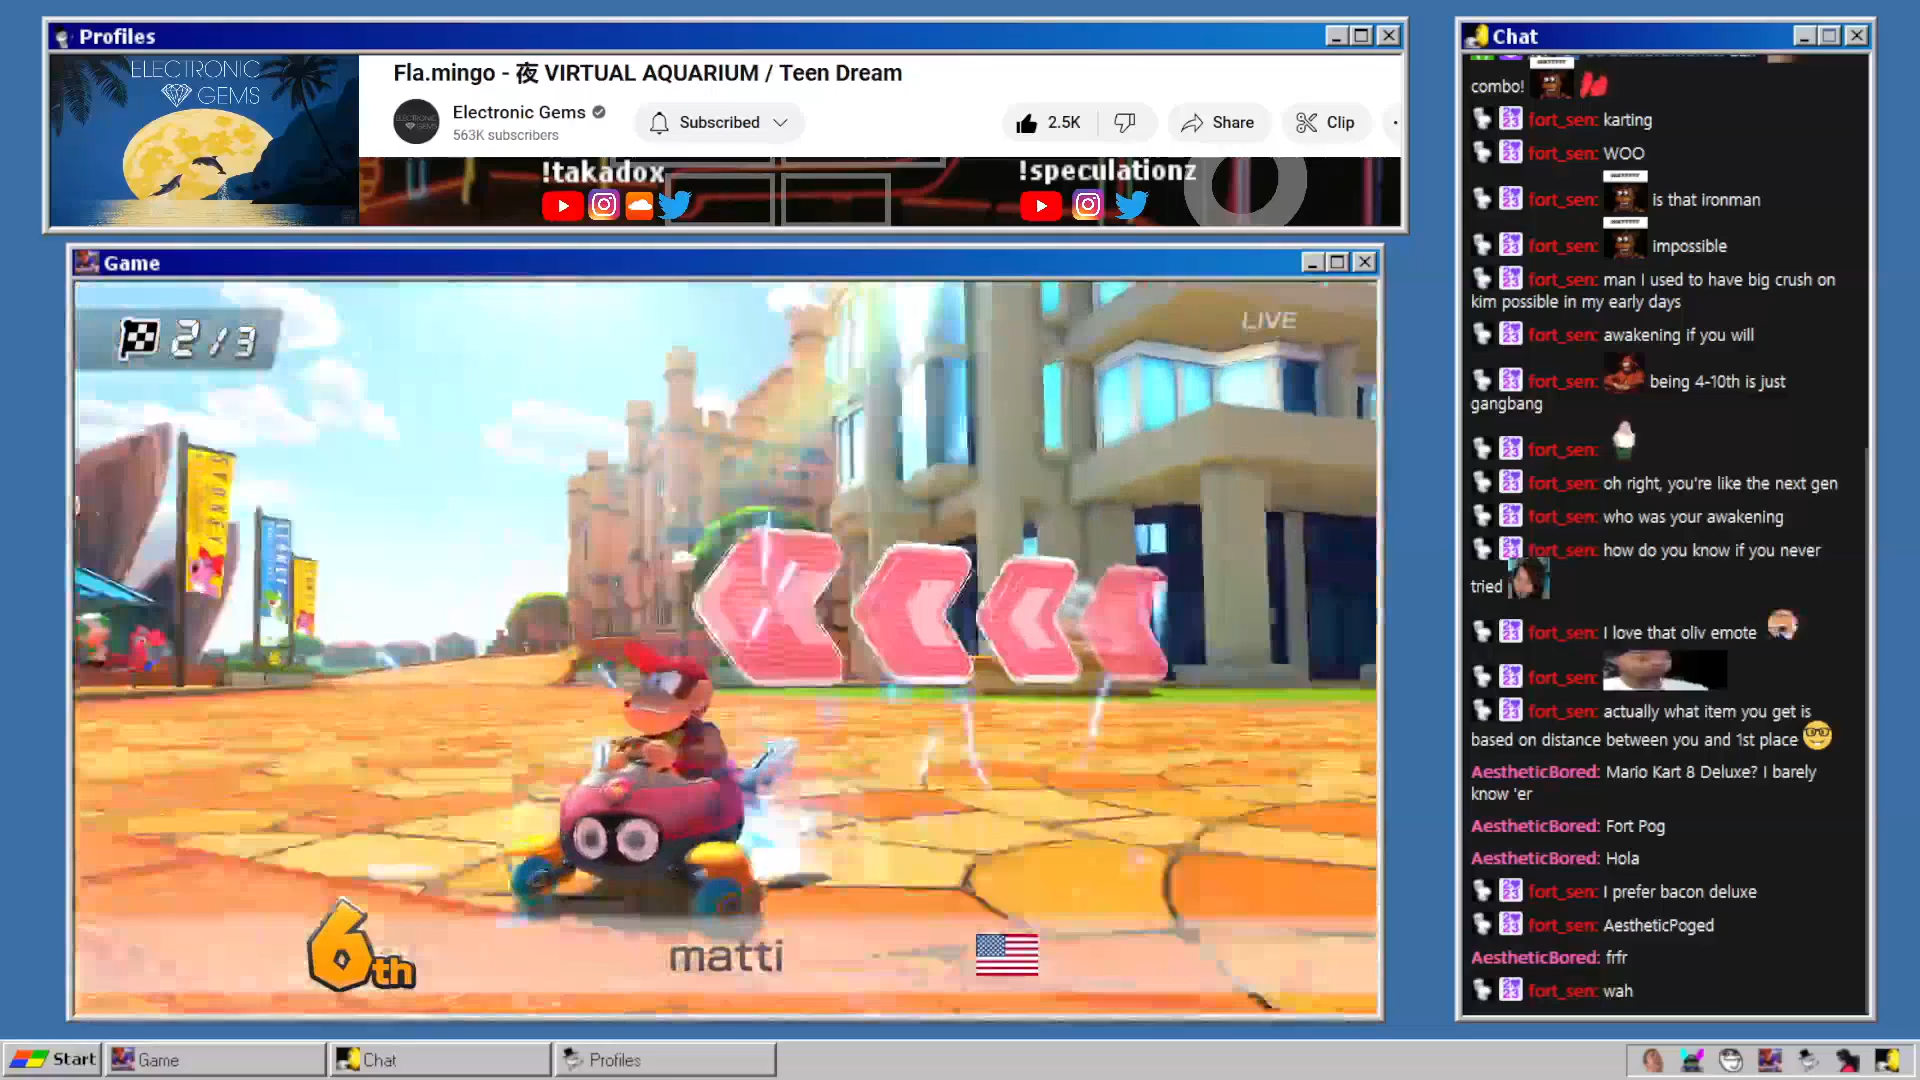 Profiles
ELECTRONIC
GEMS
Fla.mingo - 夜 VIRTUAL AQUARIUM / Teen Dream
Electronic Gems
563K subscribers
Subscribed
2.5K
Share
Clip
!takadox
!speculationz
Game
2/3
LIVE
6th
matti
Chat
combo!
fort_sen: karting
fort_sen: WOO
fort_sen: is that ironman
fort_sen: impossible
fort_sen: man I used to have big crush on
kim possible in my early days
fort_sen: awakening if you will
fort_sen: being 4-10th is just
gangbang
fort_sen:
fort_sen: oh right, you're like the next gen
fort_sen: who was your awakening
fort_sen: how do you know if you never
tried
fort_sen: I love that oliv emote
fort_sen:
fort_sen: actually what item you get is
based on distance between you and 1st place
AestheticBored: Mario Kart 8 Deluxe? I barely
know 'er
AestheticBored: Fort Pog
AestheticBored: Hola
fort_sen: I prefer bacon deluxe
fort_sen: AestheticPoged
AestheticBored: frfr
fort_sen: wah
Start
Game
Chat
Profiles